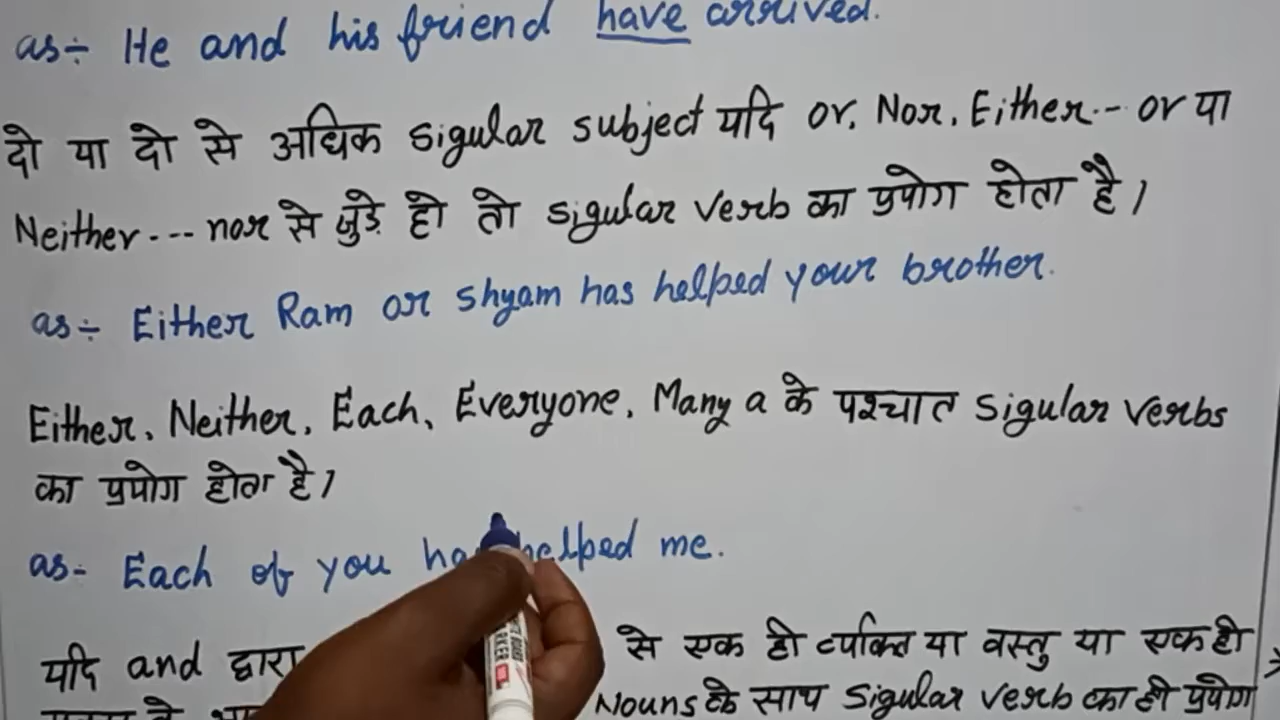 as÷ He and his friend have arrived.
दो या दो से अधिक sigular subject यदि or, Nor, Either-- or या
Neither --- nor से जुड़े हो तो sigular verb का प्रयोग होता है।
as÷ Either Ram or shyam has helped your brother.
Either, Neither, Each, Everyone, Many a के पश्चात sigular verbs
का प्रयोग होता है।
as- Each of you helped me.
यदि and द्वारा से एक ही व्यक्ति या वस्तु या एक ही
Nouns के साथ sigular verb का ही प्रयोग